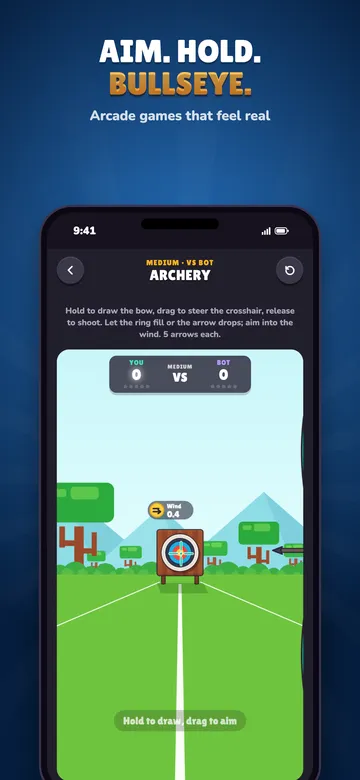 AIM. HOLD.
BULLSEYE.
Arcade games that feel real
9:41
MEDIUM · VS BOT
ARCHERY
Hold to draw the bow, drag to steer the crosshair, release
to shoot. Let the ring fill or the arrow drops; aim into the
wind. 5 arrows each.
YOU MEDIUM BOT
0 VS 0
Wind
0.4
Hold to draw, drag to aim